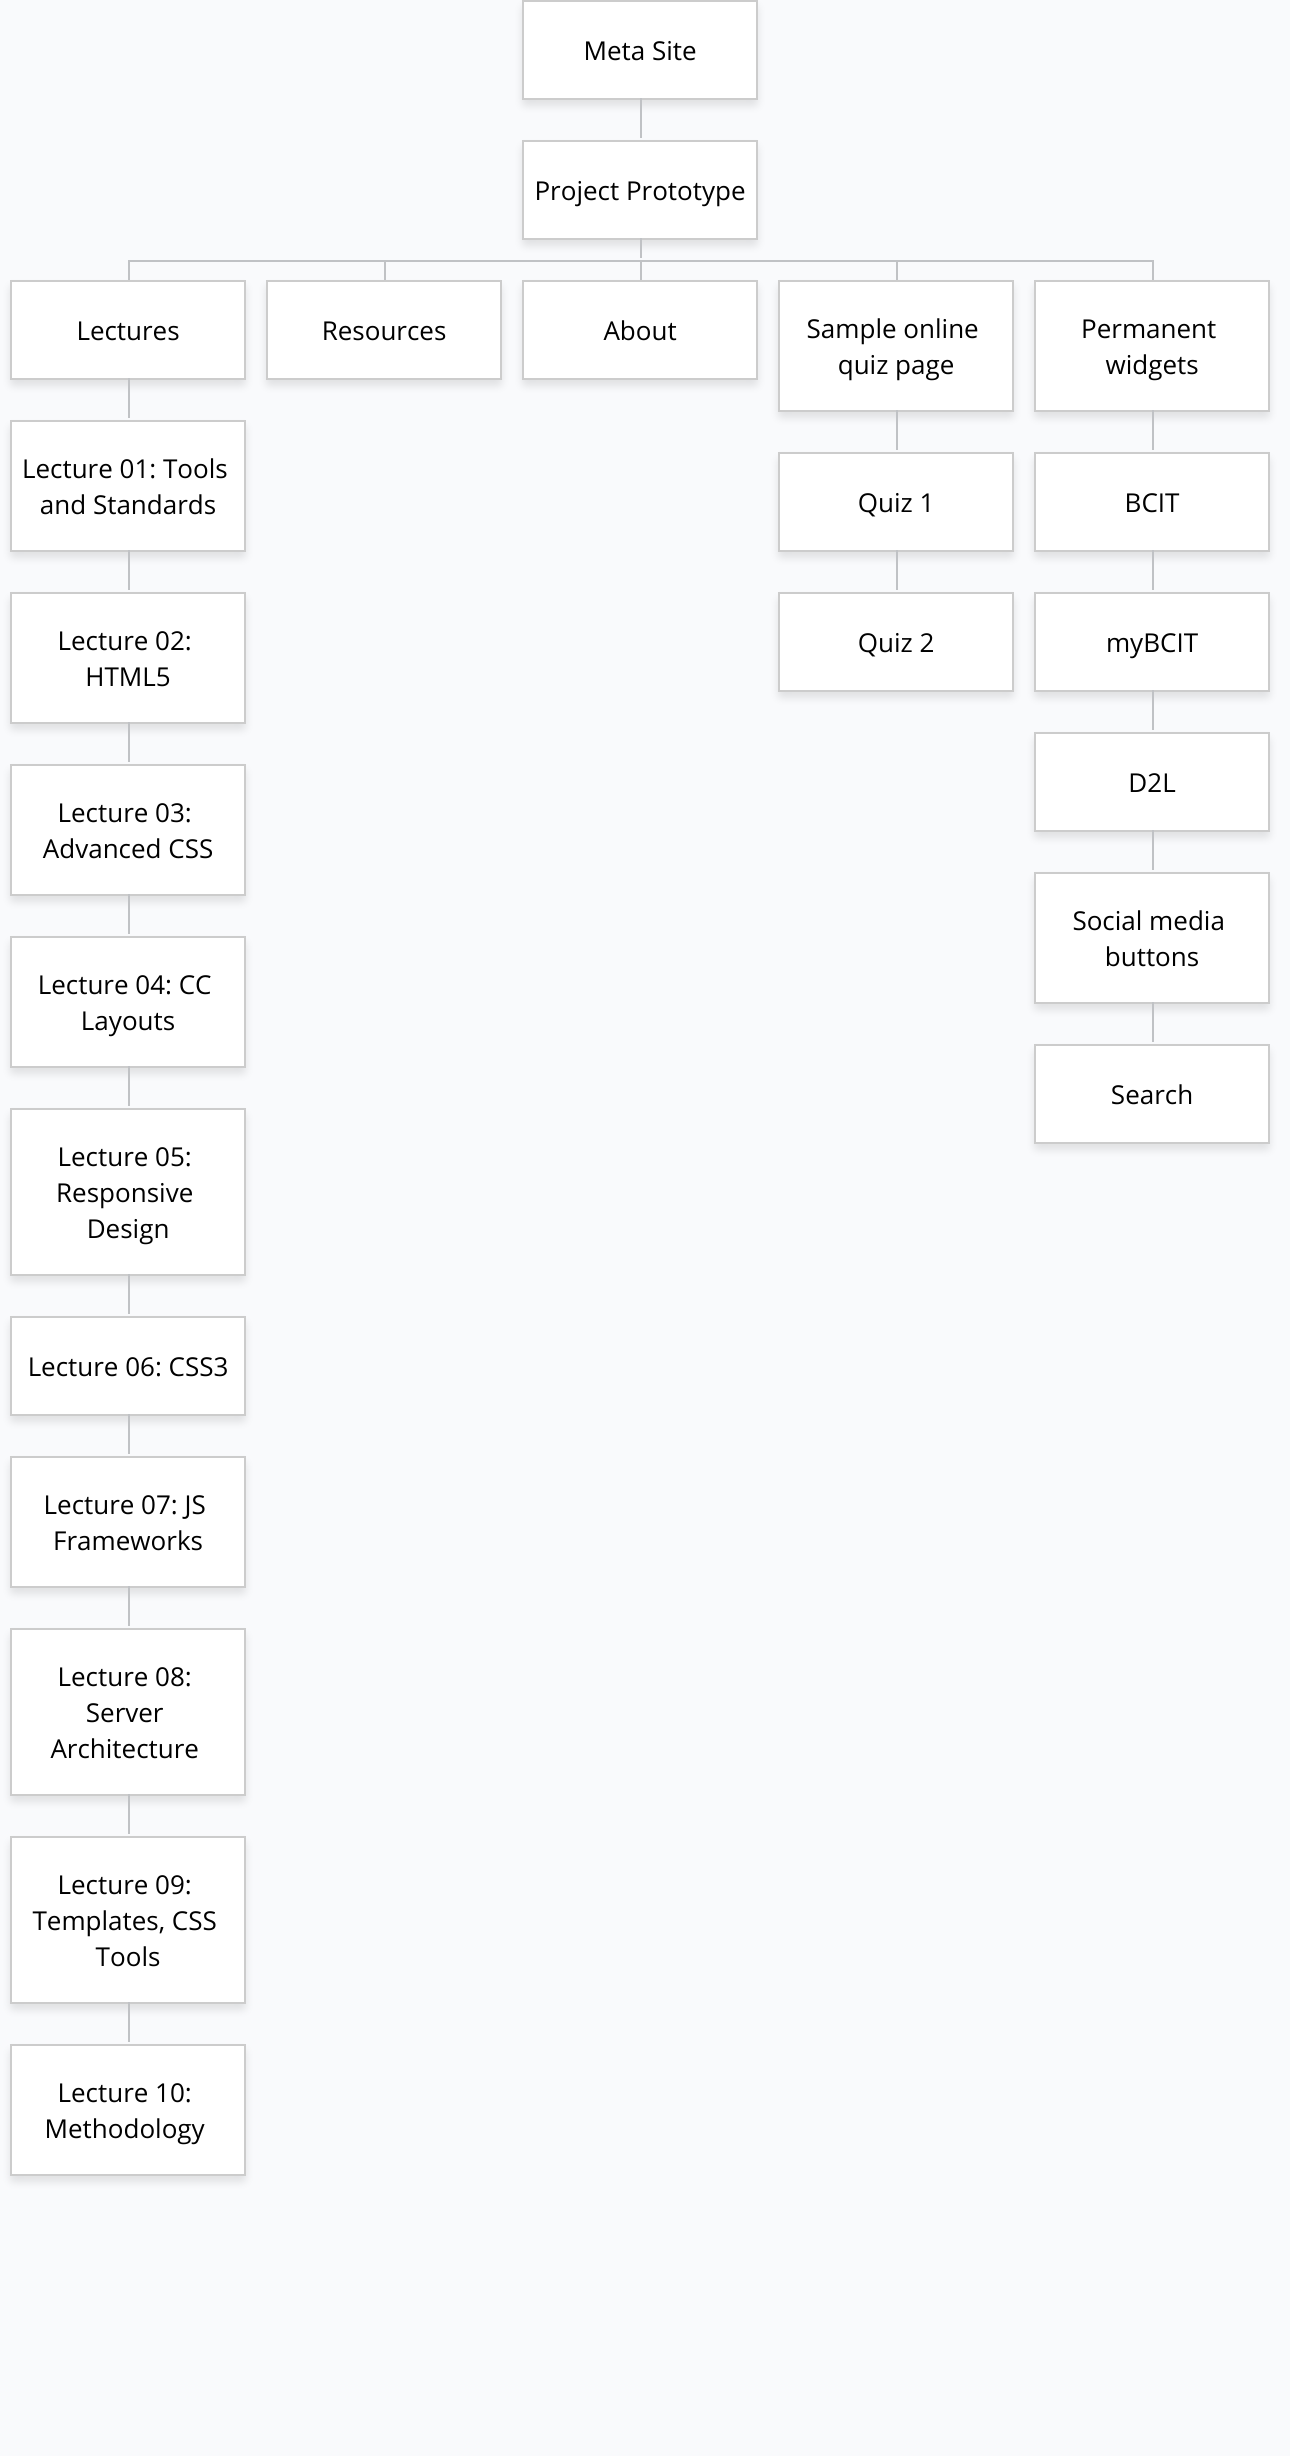 Meta Site
Project Prototype
Lectures
Resources
About
Sample online
quiz page
Permanent
widgets
Lecture 01: Tools
and Standards
Lecture 02:
HTML5
Lecture 03:
Advanced CSS
Lecture 04: CC
Layouts
Lecture 05:
Responsive
Design
Lecture 06: CSS3
Lecture 07: JS
Frameworks
Lecture 08:
Server
Architecture
Lecture 09:
Templates, CSS
Tools
Lecture 10:
Methodology
Quiz 1
Quiz 2
BCIT
myBCIT
D2L
Social media
buttons
Search